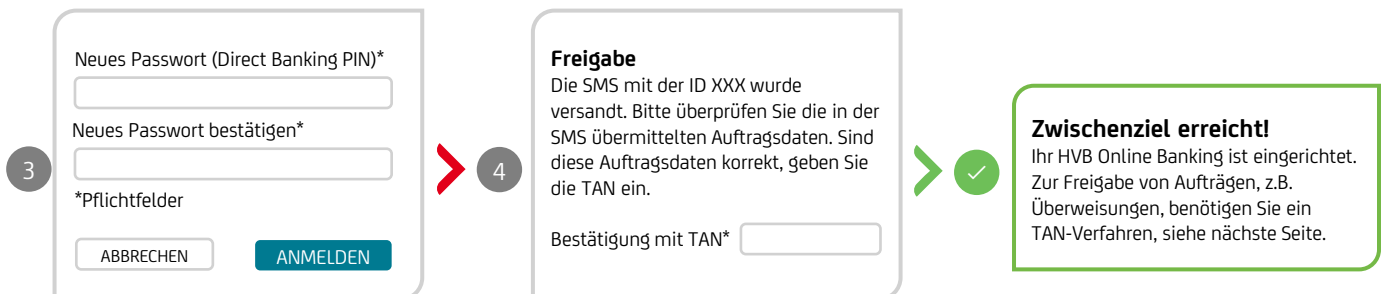 3
Neues Passwort (Direct Banking PIN)*
Neues Passwort bestätigen*
*Pflichtfelder
ABBRECHEN
ANMELDEN
4
Freigabe
Die SMS mit der ID XXX wurde
versandt. Bitte überprüfen Sie die in der
SMS übermittelten Auftragsdaten. Sind
diese Auftragsdaten korrekt, geben Sie
die TAN ein.
Bestätigung mit TAN*
Zwischenziel erreicht!
Ihr HVB Online Banking ist eingerichtet.
Zur Freigabe von Aufträgen, z.B.
Überweisungen, benötigen Sie ein
TAN-Verfahren, siehe nächste Seite.